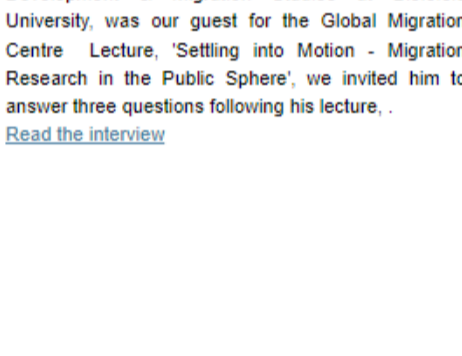 University, was our guest for the Global Migration
Centre Lecture, 'Settling into Motion - Migration
Research in the Public Sphere', we invited him to
answer three questions following his lecture, .
Read the interview